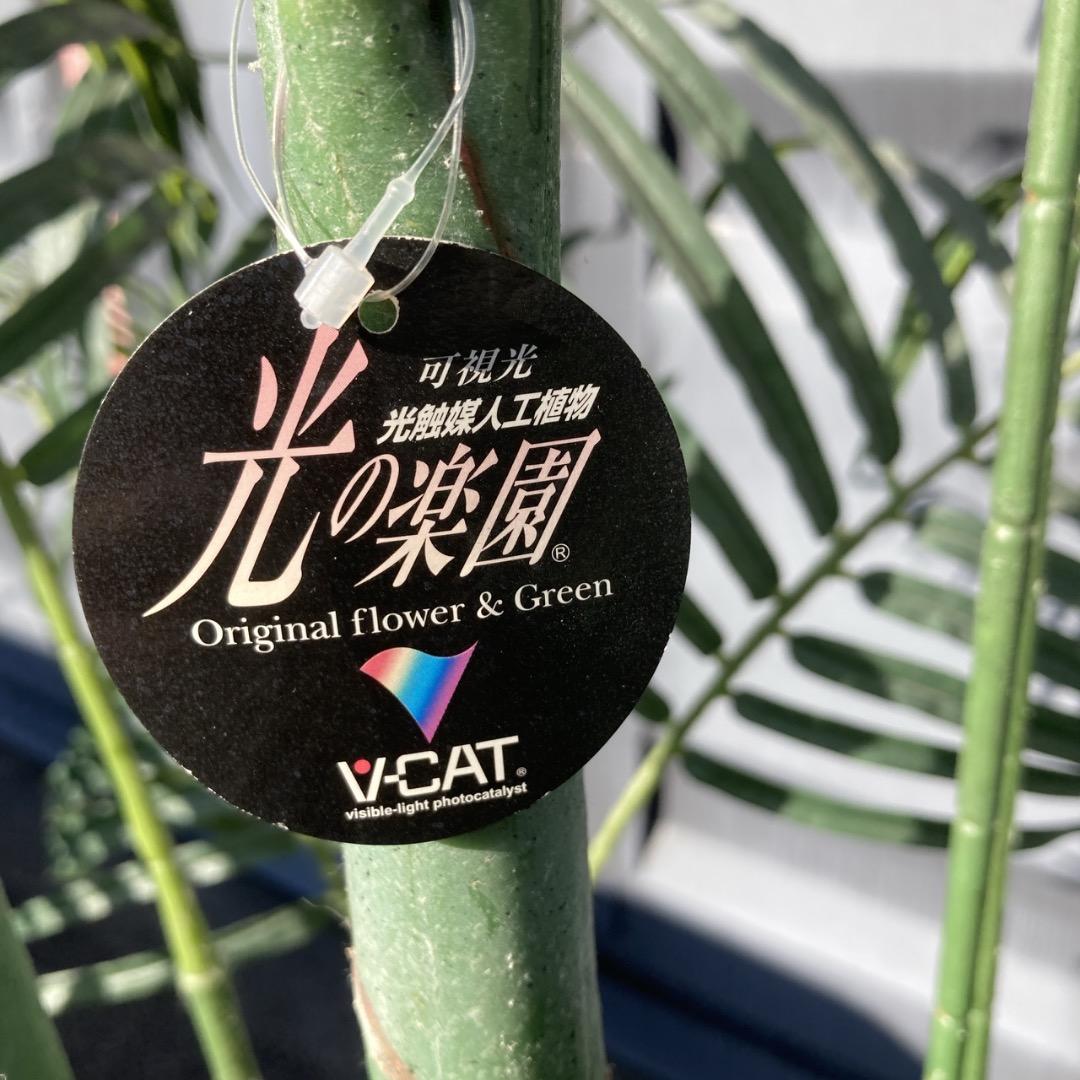 可視光
光触媒人工植物
光の楽園®
Original flower & Green
V-CAT®
visible-light photocatalyst